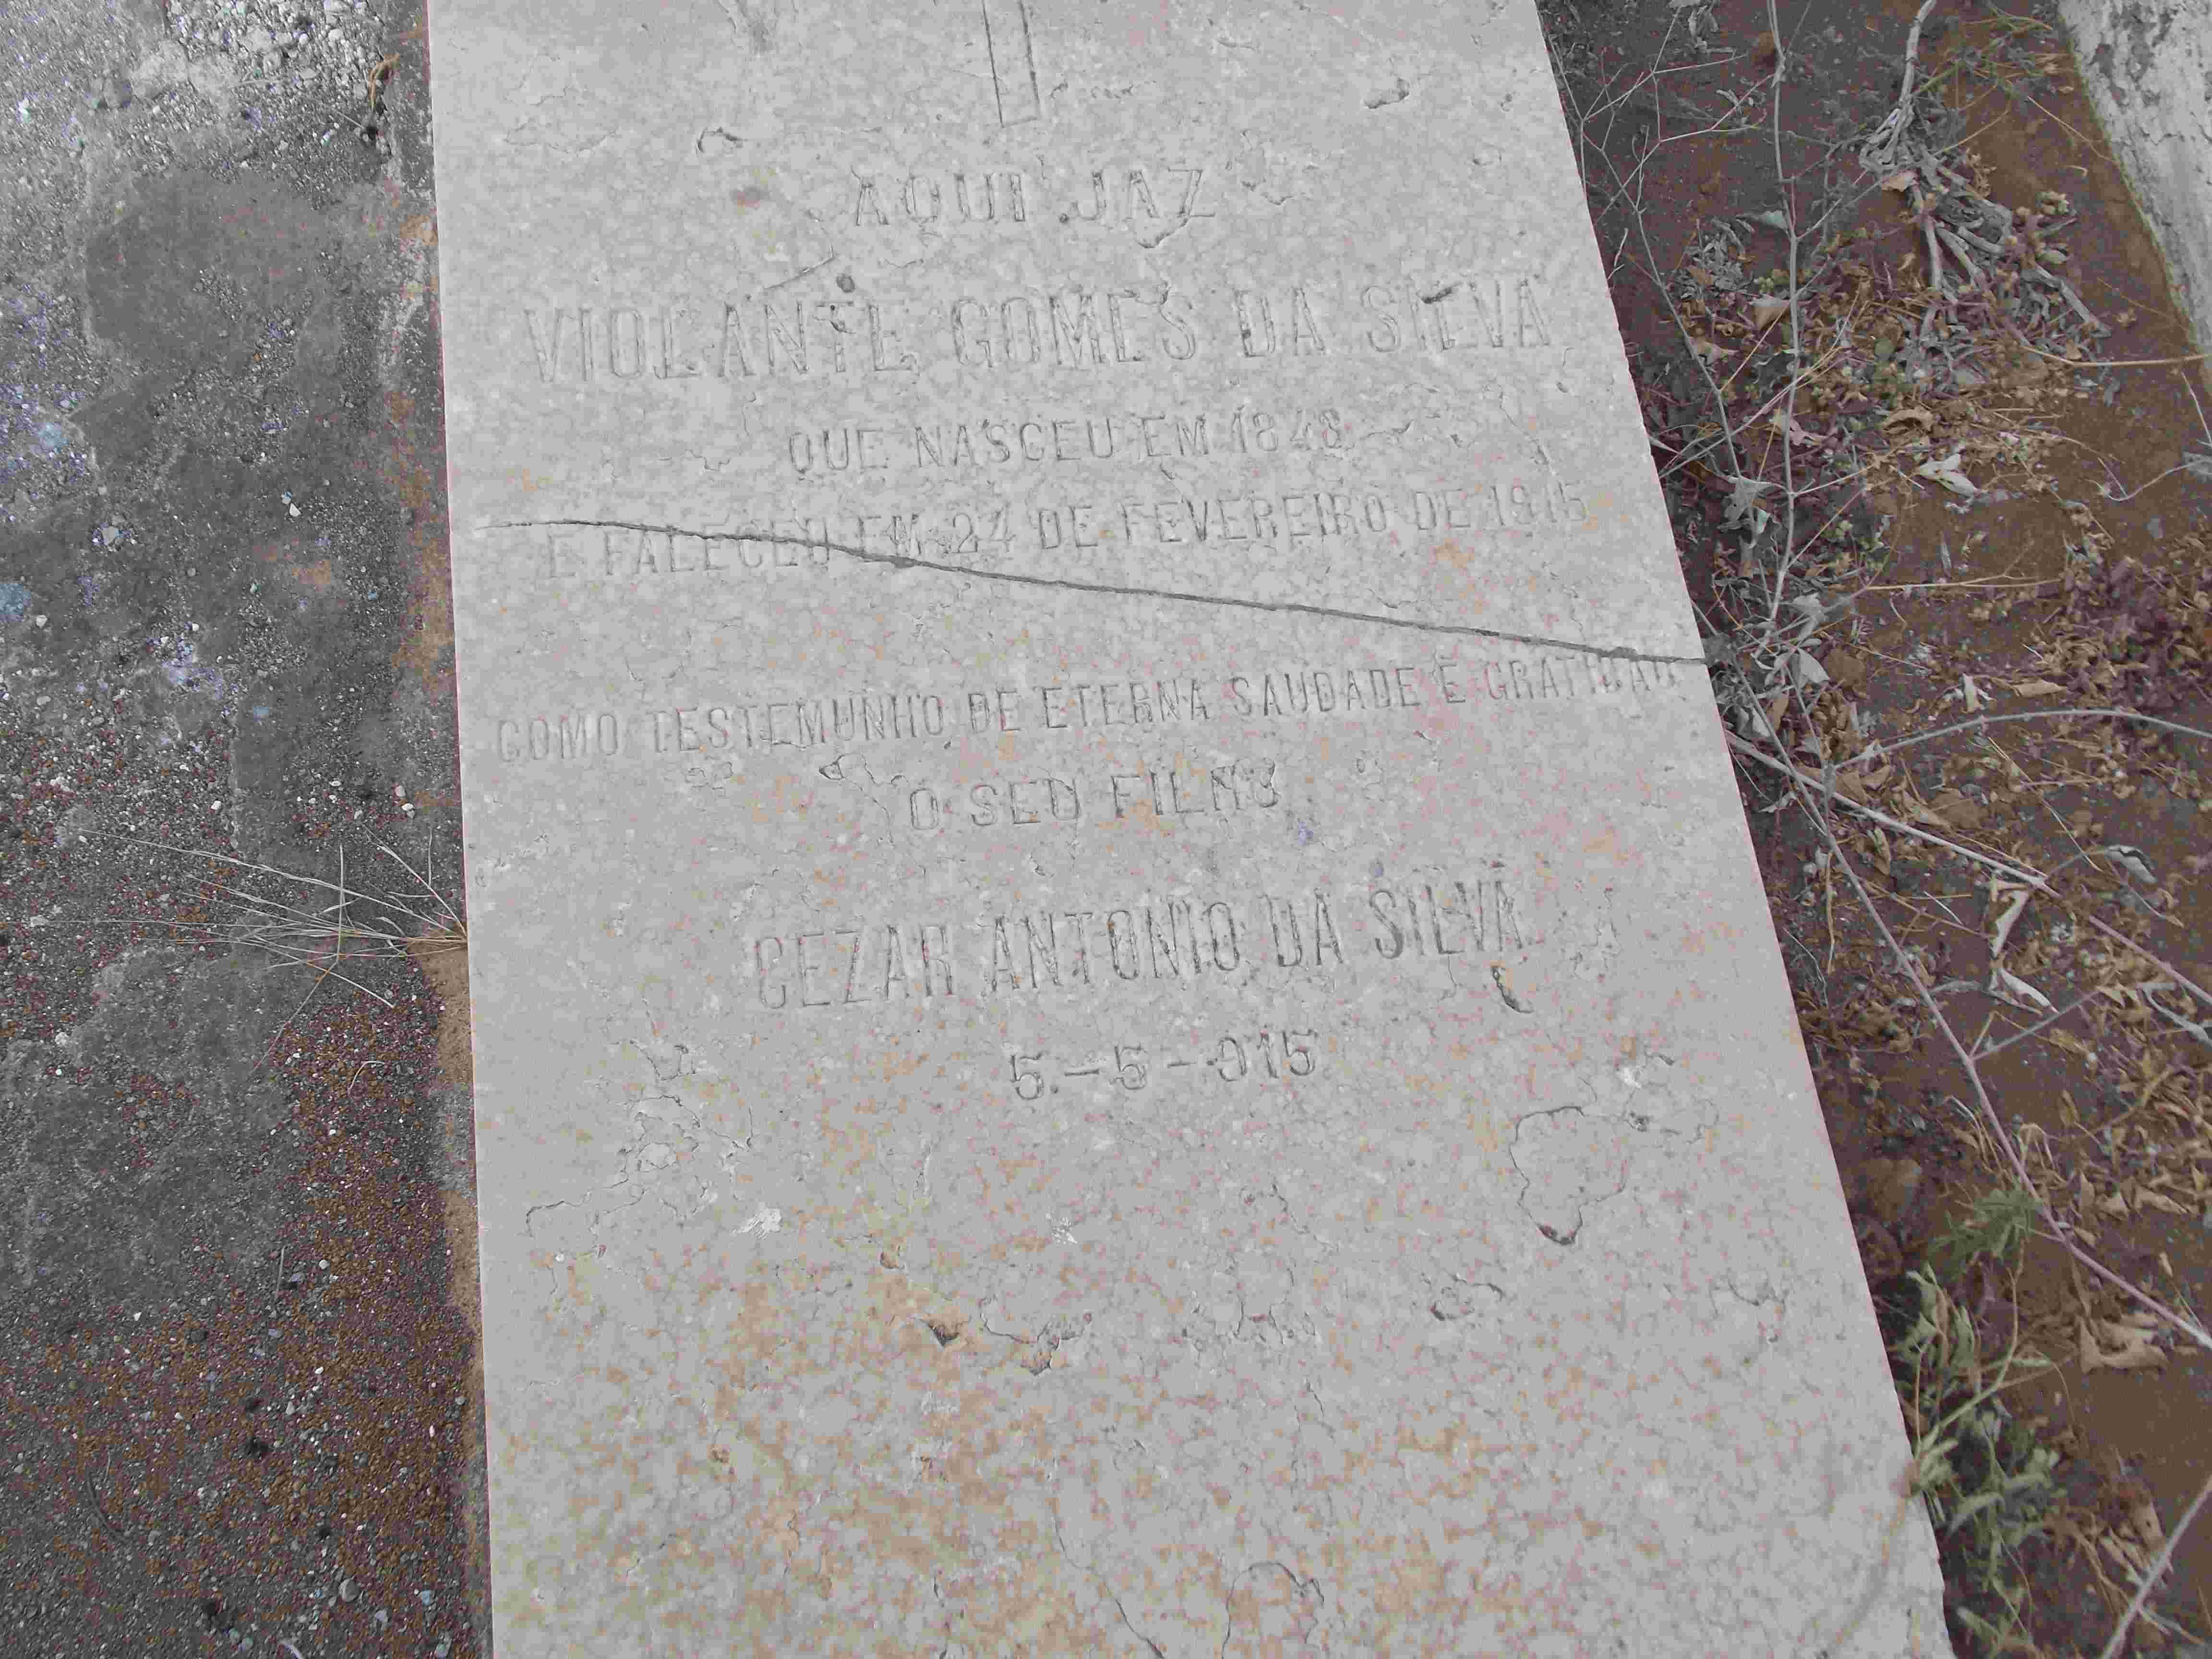 AQUI JAZ
VIOLANTE GOMES DA SILVA
QUE NASCEU EM 1848
E FALECEU EM 24 DE FEVEREIRO DE 1915
COMO TESTEMUNHO DE ETERNA SAUDADE E GRATIDÃO
O SEU FILHO
CEZAR ANTONIO DA SILVA
5-5-915